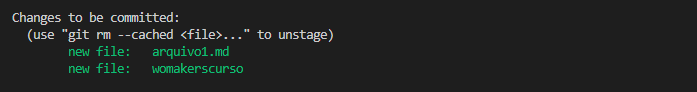 Changes to be committed:
(use "git rm --cached <file>..." to unstage)
new file: arquivo1.md
new file: womakerscurso